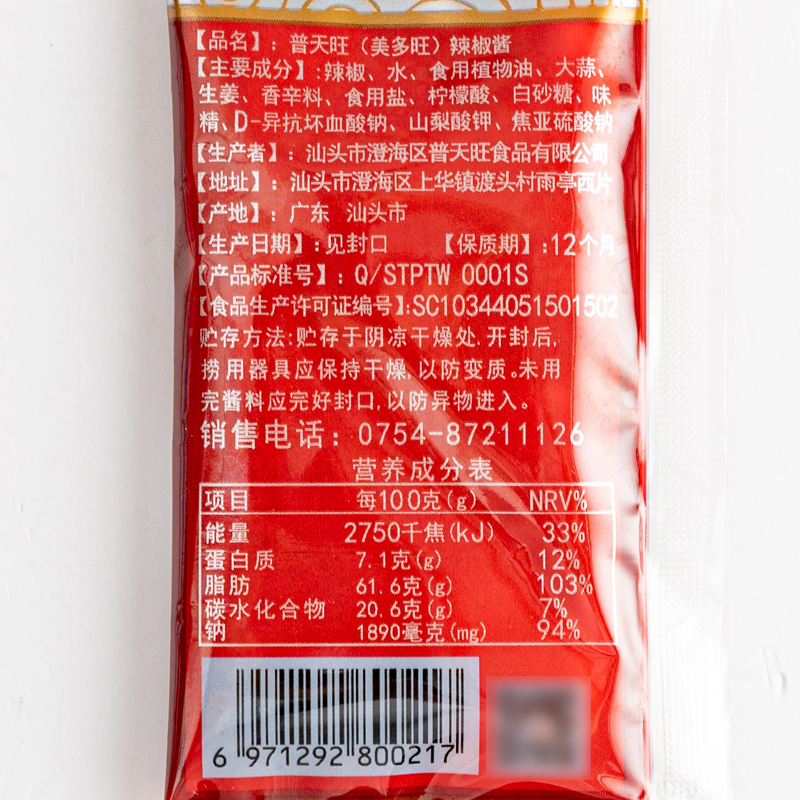 【品名】：普天旺（美多旺）辣椒酱
【主要成分】：辣椒、水、食用植物油、大蒜、
生姜、香辛料、食用盐、柠檬酸、白砂糖、味
精、D-异抗坏血酸钠、山梨酸钾、焦亚硫酸钠
【生产者】：汕头市澄海区普天旺食品有限公司
【地址】：汕头市澄海区上华镇渡头村雨亭西片
【产地】：广东 汕头市
【生产日期】：见封口 【保质期】：12个月
【产品标准号】：Q/STPTW 0001S
【食品生产许可证编号】：SC10344051501502
贮存方法：贮存于阴凉干燥处.开封后，
捞用器具应保持干燥，以防变质。未用
完酱料应完好封口，以防异物进入。
销售电话：0754-87211126
营养成分表
项目 每100克(g) NRV%
能量 2750千焦(kJ) 33%
蛋白质 7.1克(g) 12%
脂肪 61.6克(g) 103%
碳水化合物 20.6克(g) 7%
钠 1890毫克(mg) 94%
6 971292 800217